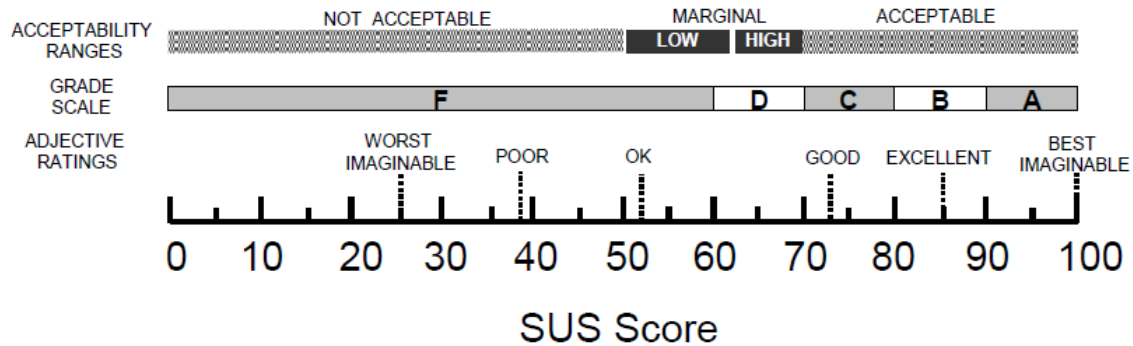 ACCEPTABILITY RANGES
NOT ACCEPTABLE
MARGINAL
ACCEPTABLE
LOW
HIGH
GRADE SCALE
F
D
C
B
A
ADJECTIVE RATINGS
WORST IMAGINABLE
POOR
OK
GOOD
EXCELLENT
BEST IMAGINABLE
0 10 20 30 40 50 60 70 80 90 100
SUS Score